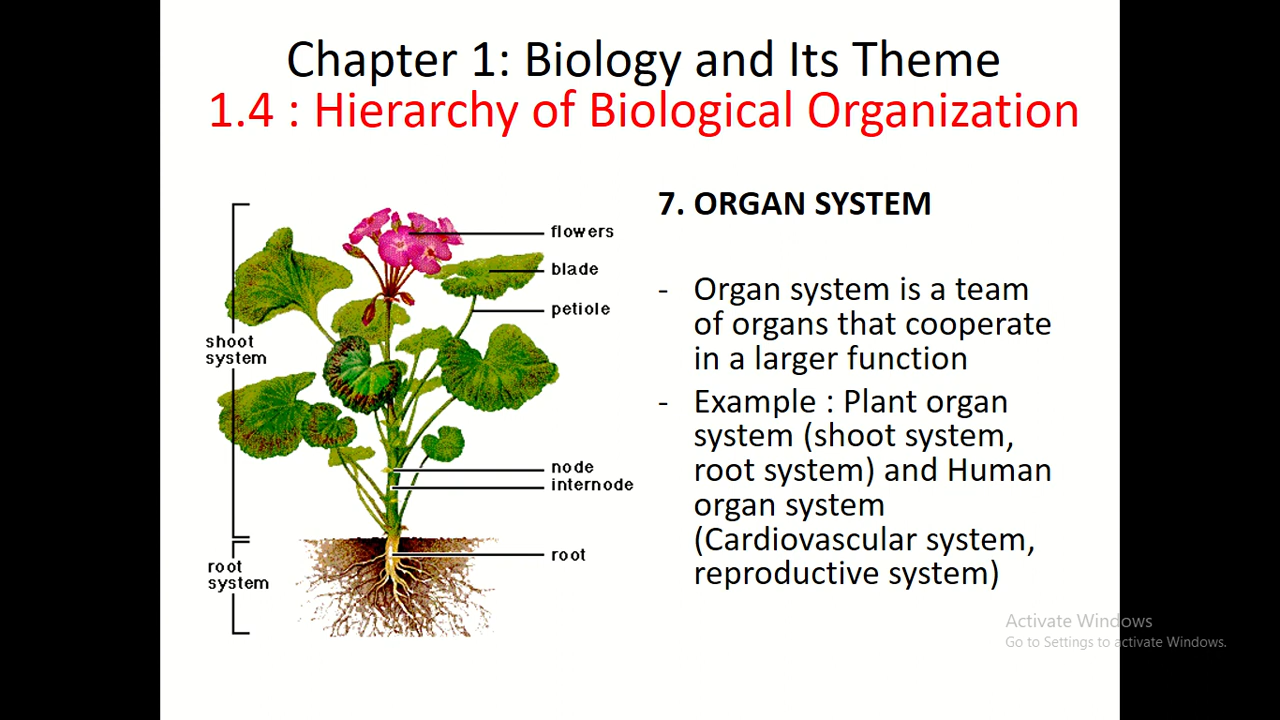 Chapter 1: Biology and Its Theme
1.4 : Hierarchy of Biological Organization
flowers
blade
petiole
shoot
system
node
internode
root
root
system
7. ORGAN SYSTEM
- Organ system is a team
of organs that cooperate
in a larger function
- Example : Plant organ
system (shoot system,
root system) and Human
organ system
(Cardiovascular system,
reproductive system)
Activate Windows
Go to Settings to activate Windows.